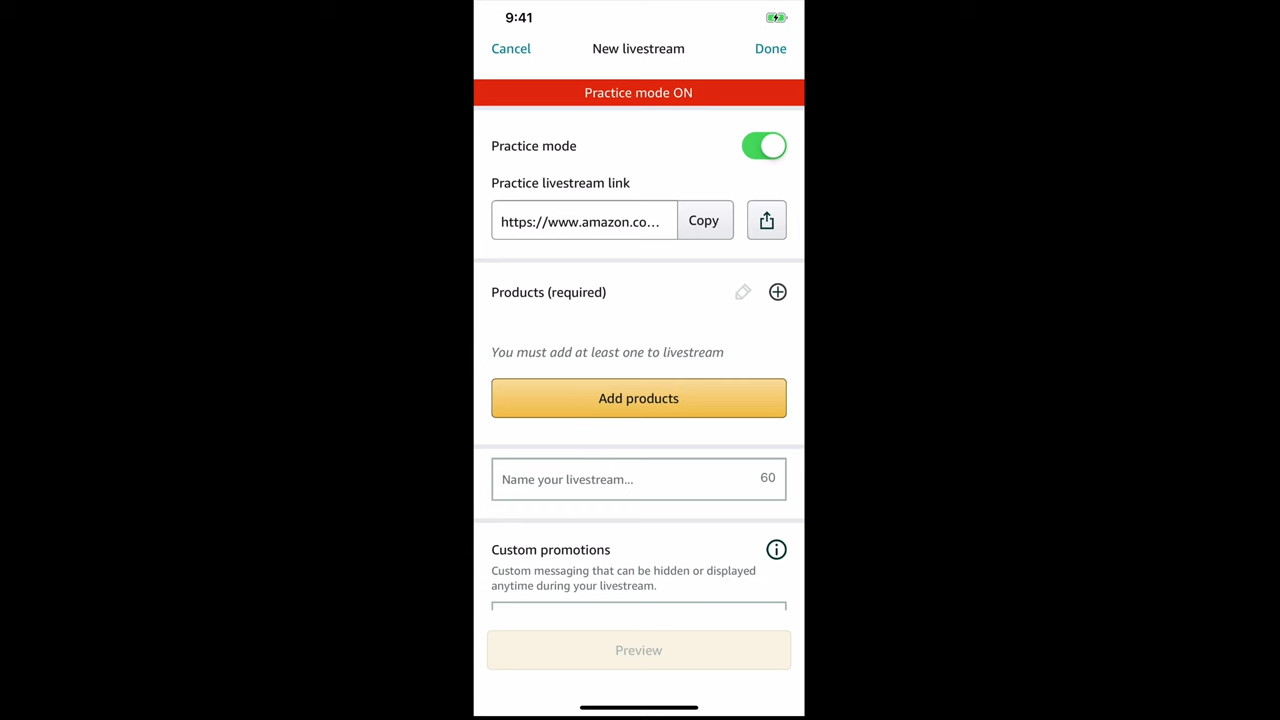 9:41
Cancel New livestream Done
Practice mode ON
Practice mode
Practice livestream link
https://www.amazon.co... Copy
Products (required)
You must add at least one to livestream
Add products
Name your livestream... 60
Custom promotions
Custom messaging that can be hidden or displayed
anytime during your livestream.
Preview